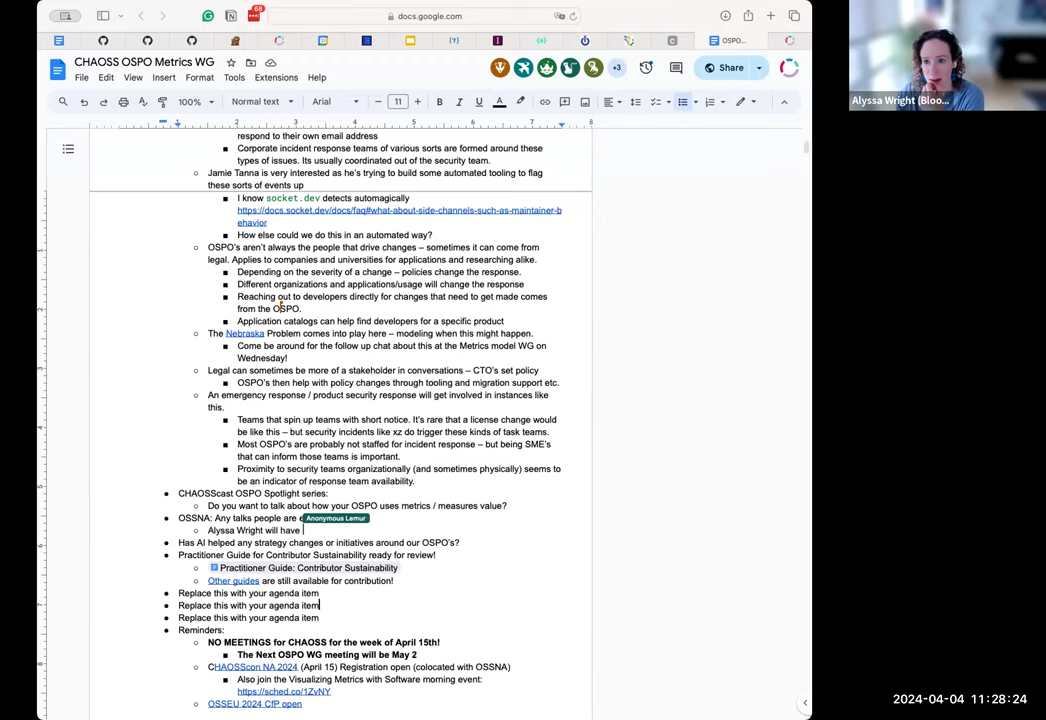 docs.google.com
68
OSPO...
CHAOSS OSPO Metrics WG
File Edit View Insert Format Tools Extensions Help
+3
Share
100%
Normal text
Arial
11
1 2 3 4 5 6 7 8
respond to their own email address
Corporate incident response teams of various sorts are formed around these
types of issues. Its usually coordinated out of the security team.
Jamie Tanna is very interested as he's trying to build some automated tooling to flag
these sorts of events up
I know socket.dev detects automagically
https://docs.socket.dev/docs/faq#what-about-side-channels-such-as-maintainer-b
ehavior
How else could we do this in an automated way?
OSPO's aren't always the people that drive changes – sometimes it can come from
legal. Applies to companies and universities for applications and researching alike.
Depending on the severity of a change – policies change the response.
Different organizations and applications/usage will change the response
Reaching out to developers directly for changes that need to get made comes
from the OSPO.
Application catalogs can help find developers for a specific product
The Nebraska Problem comes into play here – modeling when this might happen.
Come be around for the follow up chat about this at the Metrics model WG on
Wednesday!
Legal can sometimes be more of a stakeholder in conversations – CTO's set policy
OSPO's then help with policy changes through tooling and migration support etc.
An emergency response / product security response will get involved in instances like
this.
Teams that spin up teams with short notice. It's rare that a license change would
be like this – but security incidents like xz do trigger these kinds of task teams.
Most OSPO's are probably not staffed for incident response – but being SME's
that can inform those teams is important.
Proximity to security teams organizationally (and sometimes physically) seems to
be an indicator of response team availability.
CHAOSScast OSPO Spotlight series:
Do you want to talk about how your OSPO uses metrics / measures value?
OSSNA: Any talks people are e
Anonymous Lemur
Alyssa Wright will have
Has AI helped any strategy changes or initiatives around our OSPO's?
Practitioner Guide for Contributor Sustainability ready for review!
Practitioner Guide: Contributor Sustainability
Other guides are still available for contribution!
Replace this with your agenda item
Replace this with your agenda item
Replace this with your agenda item
Reminders:
NO MEETINGS for CHAOSS for the week of April 15th!
The Next OSPO WG meeting will be May 2
CHAOSScon NA 2024 (April 15) Registration open (colocated with OSSNA)
Also join the Visualizing Metrics with Software morning event:
https://sched.co/1ZyNY
OSSEU 2024 CfP open
Alyssa Wright (Bloo...
2024-04-04 11:28:24